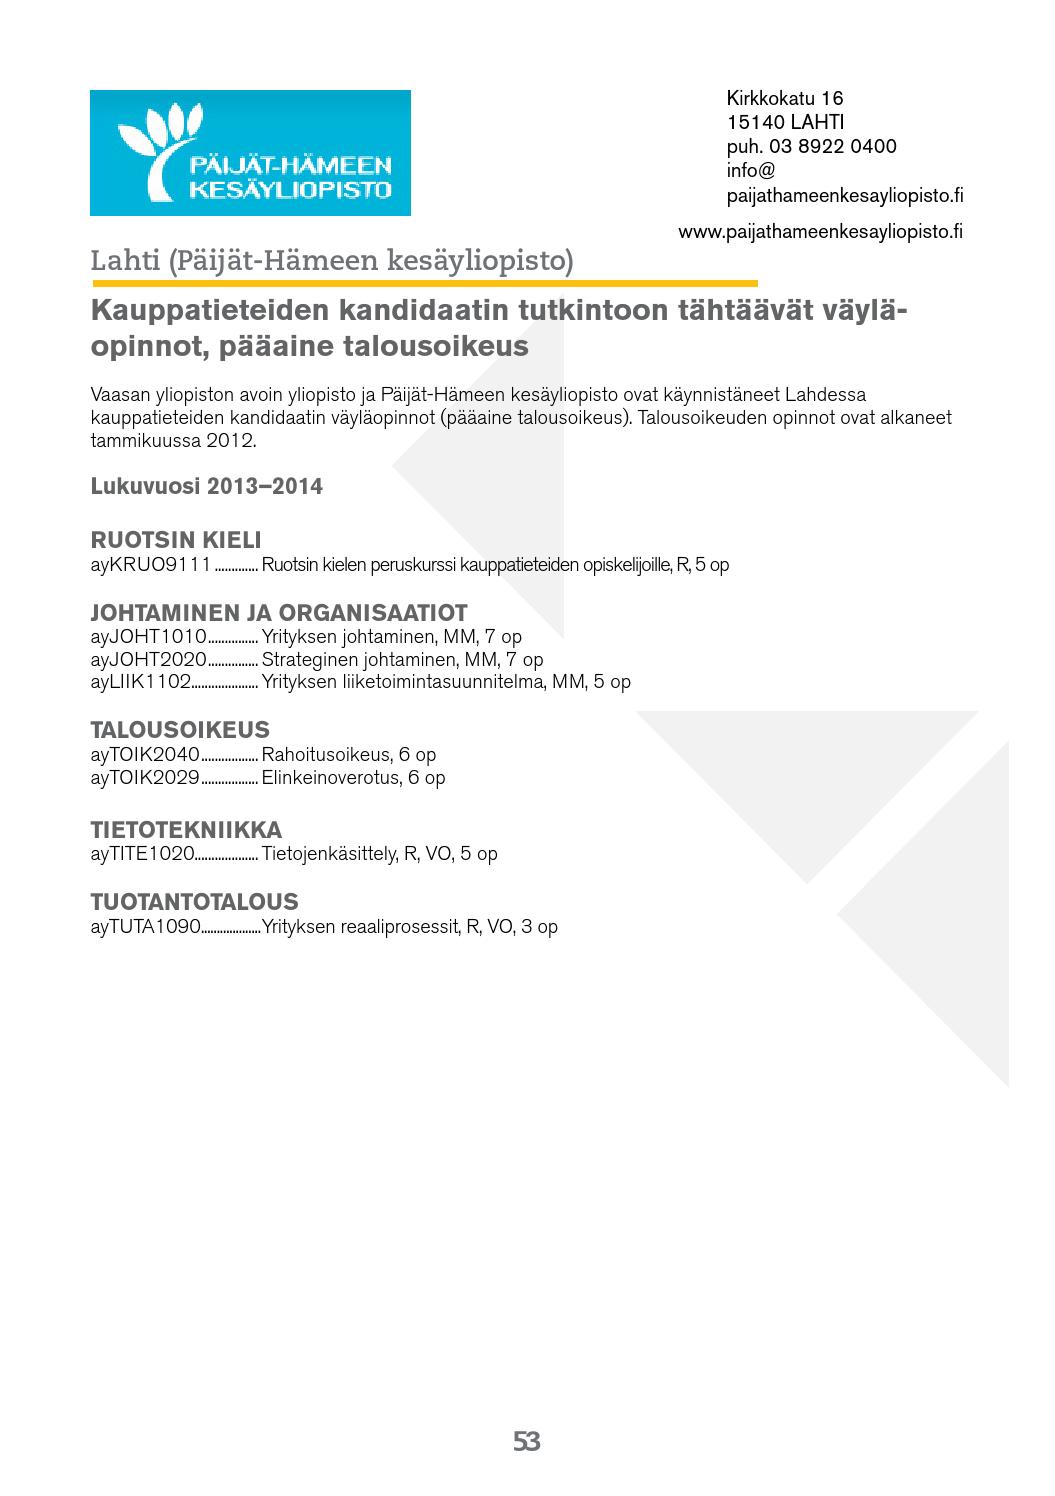 PÄIJÄT-HÄMEEN
KESÄYLIOPISTO
Kirkkokatu 16
15140 LAHTI
puh. 03 8922 0400
info@
paijathameenkesayliopisto.fi
www.paijathameenkesayliopisto.fi
Lahti (Päijät-Hämeen kesäyliopisto)
Kauppatieteiden kandidaatin tutkintoon tähtäävät väylä-
opinnot, pääaine talousoikeus
Vaasan yliopiston avoin yliopisto ja Päijät-Hämeen kesäyliopisto ovat käynnistäneet Lahdessa
kauppatieteiden kandidaatin väyläopinnot (pääaine talousoikeus). Talousoikeuden opinnot ovat alkaneet
tammikuussa 2012.
Lukuvuosi 2013–2014
RUOTSIN KIELI
ayKRUO9111 ............. Ruotsin kielen peruskurssi kauppatieteiden opiskelijoille, R, 5 op
JOHTAMINEN JA ORGANISAATIOT
ayJOHT1010............... Yrityksen johtaminen, MM, 7 op
ayJOHT2020............... Strateginen johtaminen, MM, 7 op
ayLIIK1102.................... Yrityksen liiketoimintasuunnitelma, MM, 5 op
TALOUSOIKEUS
ayTOIK2040................. Rahoitusoikeus, 6 op
ayTOIK2029................. Elinkeinoverotus, 6 op
TIETOTEKNIIKKA
ayTITE1020................... Tietojenkäsittely, R, VO, 5 op
TUOTANTOTALOUS
ayTUTA1090...................Yrityksen reaaliprosessit, R, VO, 3 op
53